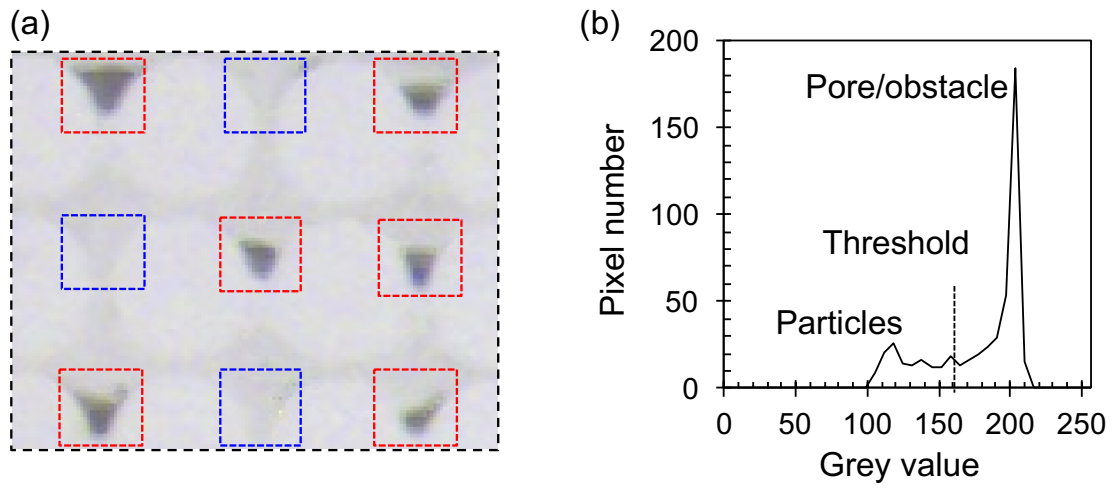 (a)
(b)
200
150
100
50
0
Pixel number
Pore/obstacle
Threshold
Particles
0 50 100 150 200 250
Grey value